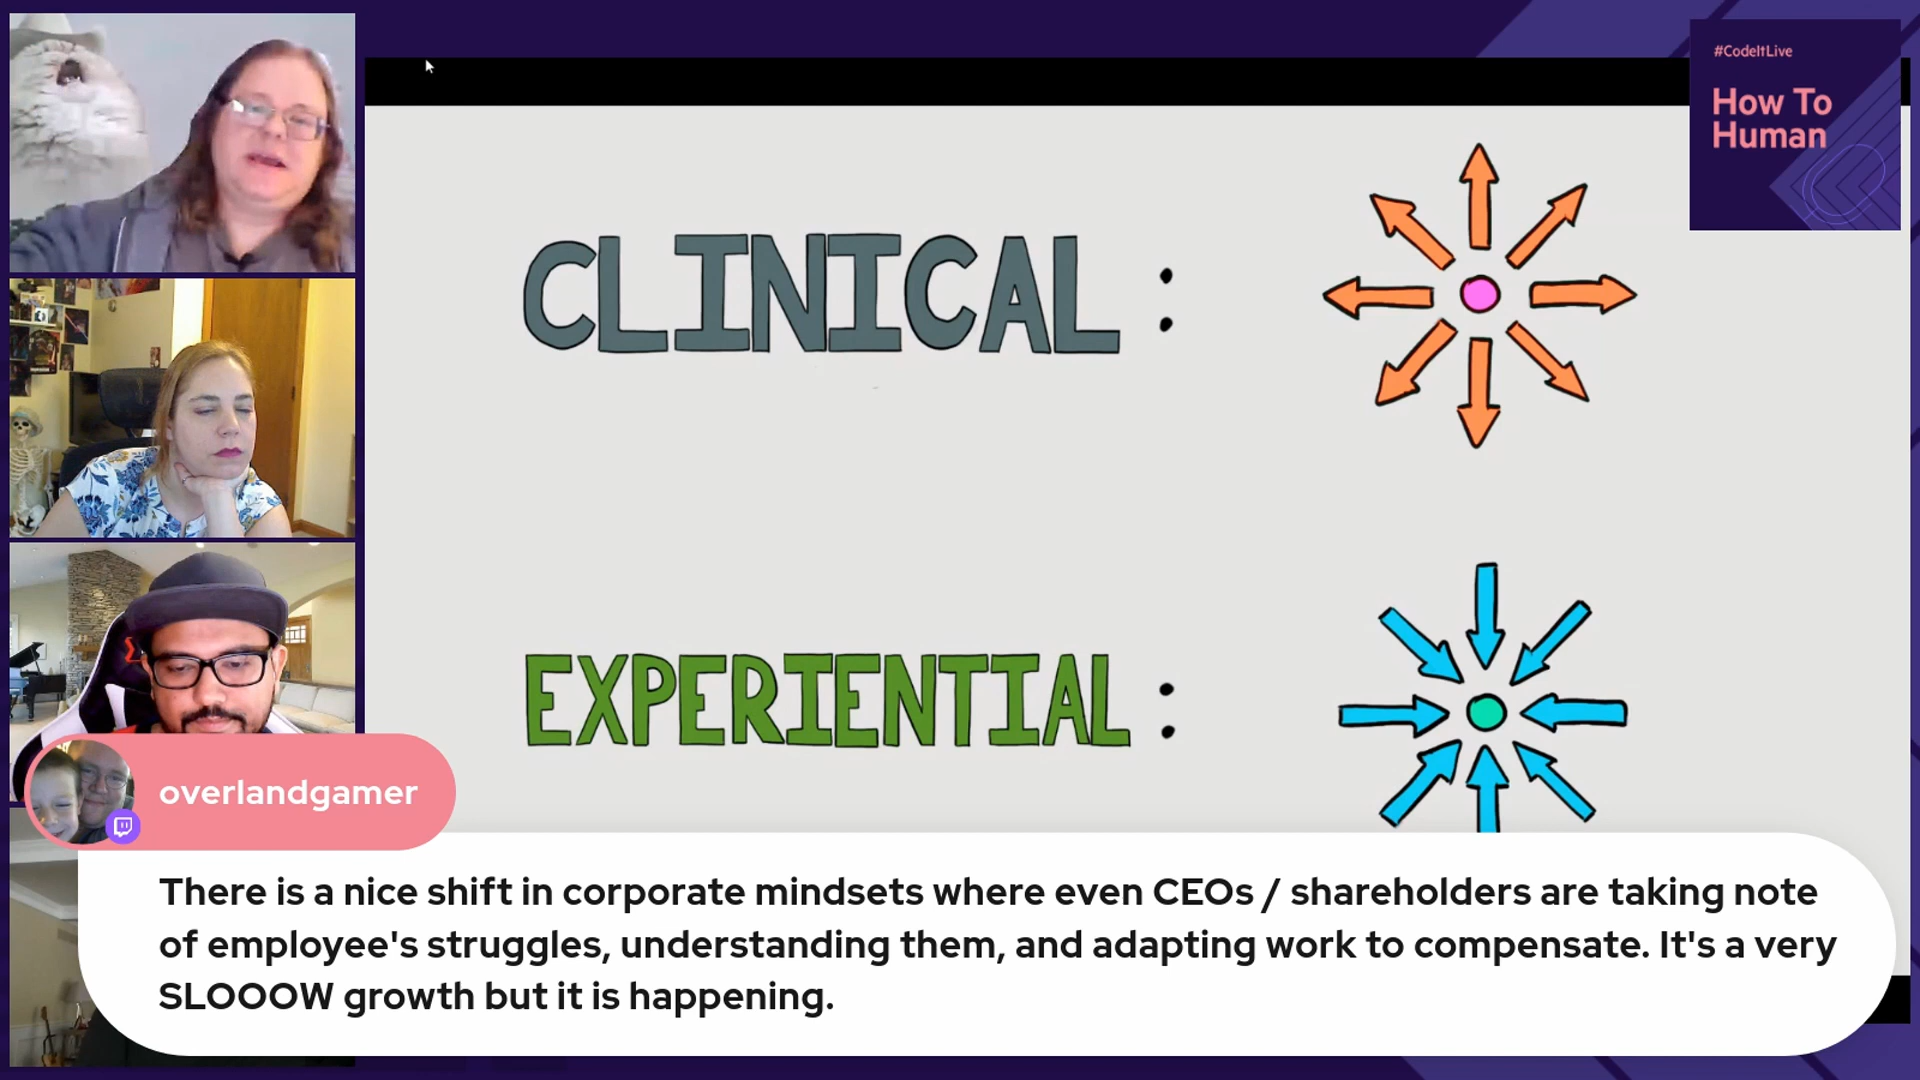 #CodeItLive
How To
Human
CLINICAL :
EXPERIENTIAL :
overlandgamer
There is a nice shift in corporate mindsets where even CEOs / shareholders are taking note
of employee's struggles, understanding them, and adapting work to compensate. It's a very
SLOOOW growth but it is happening.